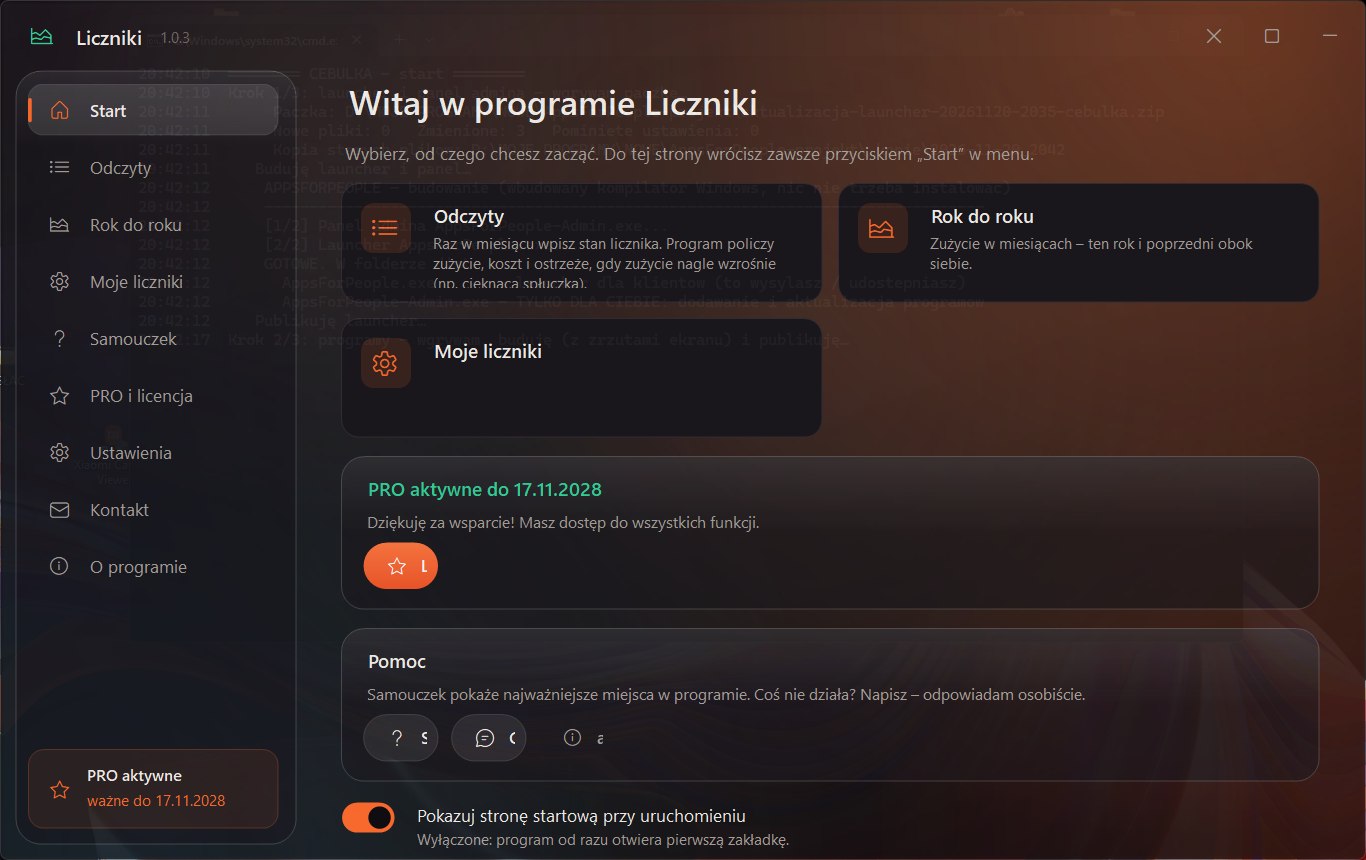 Liczniki 1.0.3
Start
Odczyty
Rok do roku
Moje liczniki
Samouczek
PRO i licencja
Ustawienia
Kontakt
O programie
PRO aktywne
ważne do 17.11.2028
Witaj w programie Liczniki
Wybierz, od czego chcesz zacząć. Do tej strony wrócisz zawsze przyciskiem „Start” w menu.
Odczyty
Raz w miesiącu wpisz stan licznika. Program policzy
zużycie, koszt i ostrzeże, gdy zużycie nagle wzrośnie
(np. cieknąca spłuczka).
Rok do roku
Zużycie w miesiącach – ten rok i poprzedni obok
siebie.
Moje liczniki
PRO aktywne do 17.11.2028
Dziękuję za wsparcie! Masz dostęp do wszystkich funkcji.
Pomoc
Samouczek pokaże najważniejsze miejsca w programie. Coś nie działa? Napisz – odpowiadam osobiście.
Pokazuj stronę startową przy uruchomieniu
Wyłączone: program od razu otwiera pierwszą zakładkę.